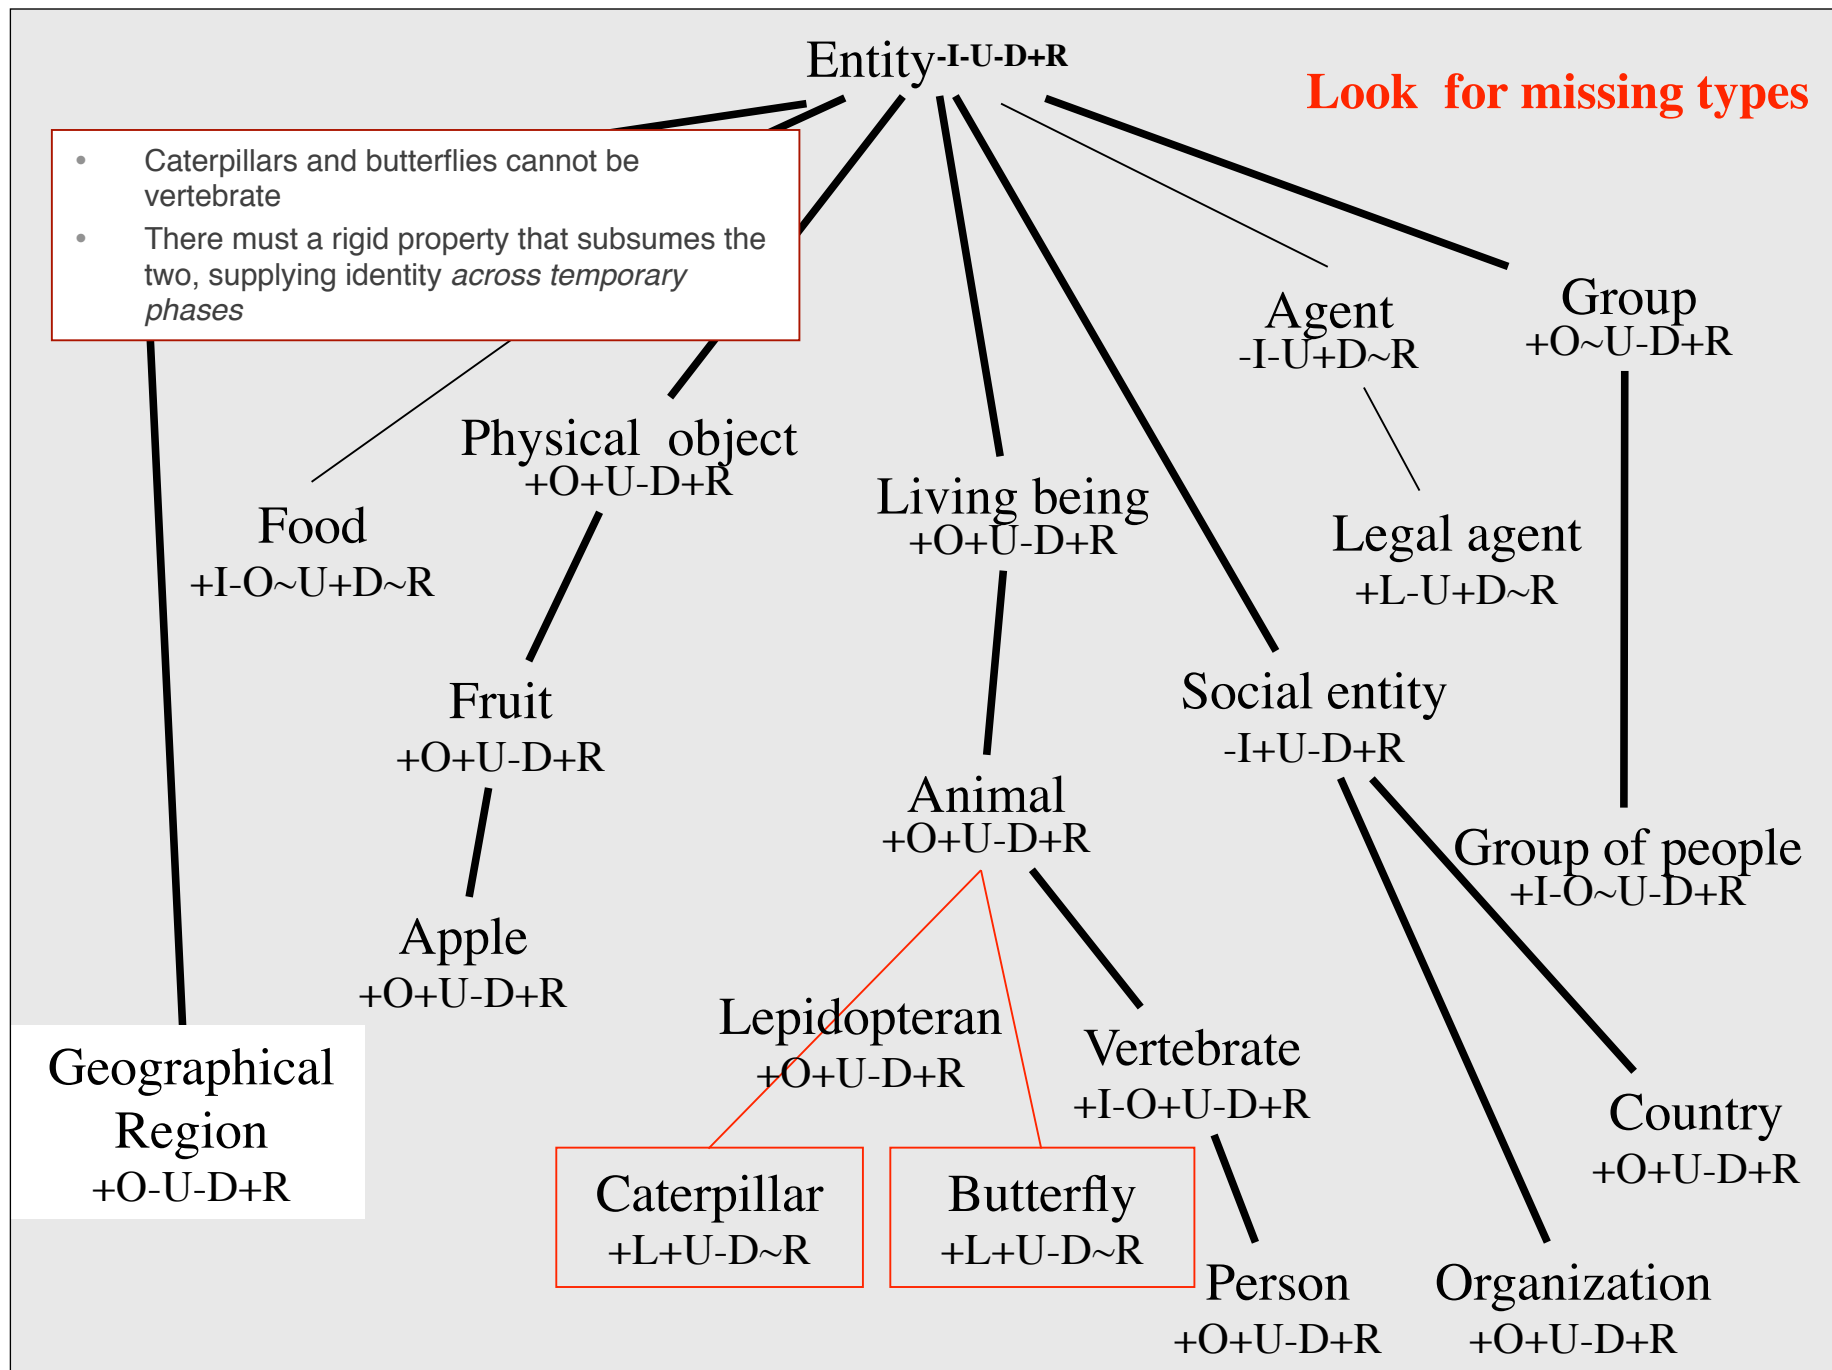 Entity-I-U-D+R
Look for missing types
• Caterpillars and butterflies cannot be
vertebrate
• There must a rigid property that subsumes the
two, supplying identity across temporary
phases
Agent
-I-U+D~R
Group
+O~U-D+R
Physical object
+O+U-D+R
Living being
+O+U-D+R
Food
+I-O~U+D~R
Legal agent
+L-U+D~R
Fruit
+O+U-D+R
Social entity
-I+U-D+R
Animal
+O+U-D+R
Group of people
+I-O~U-D+R
Apple
+O+U-D+R
Lepidopteran
+O+U-D+R
Vertebrate
+I-O+U-D+R
Geographical
Region
+O-U-D+R
Country
+O+U-D+R
Caterpillar
+L+U-D~R
Butterfly
+L+U-D~R
Person
+O+U-D+R
Organization
+O+U-D+R